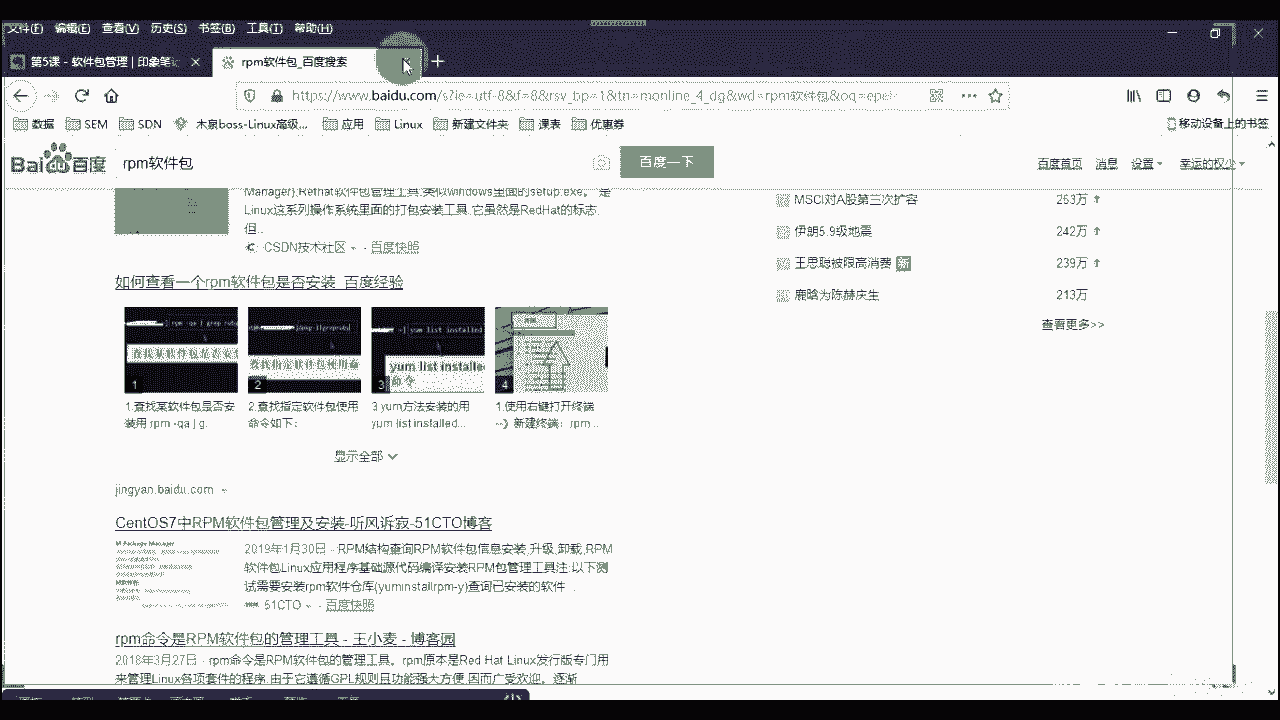 文件(F) 编辑(E) 查看(V) 历史(S) 书签(B) 工具(T) 帮助(H)
第5课 - 软件包管理 | 印象笔记
rpm软件包_百度搜索
https://www.baidu.com/s?ie=utf-8&f=8&rsv_bp=1&tn=monline_4_dg&wd=rpm软件包&oq=epel
数据 SEM SDN 木泉boss-Linux高级... 应用 Linux 新建文件夹 课表 优惠券 移动设备上的书签
Bai百度 rpm软件包 百度一下 百度首页 消息 设置
Manager).Rethat软件包管理工具,类似windows里面的setup.exe。是
Linux这系列操作系统里面的打包安装工具,它虽然是RedHat的标志,
但..
CSDN技术社区 - 百度快照
如何查看一个rpm软件包是否安装_百度经验
yum list installed
yum list installed
命令
1 2 3 4
1.查找某软件包是否安
装用:rpm -qa | g.
2.查找指定软件包使用
命令如下:
3.yum方法安装的用
yum list installed...
1.使用右键打开终端
--》新建终端: rpm...
显示全部
jingyan.baidu.com
CentOS7中RPM软件包管理及安装-听风诉寂-51CTO博客
2019年1月30日 - RPM结构查询RPM软件包信息安装,升级,卸载,RPM
软件包Linux应用程序基础源代码编译安装RPM包管理工具注:以下测
试需要安装rpm软件仓库(yuminstallrpm-y)查询已安装的软件 ..
51CTO - 百度快照
rpm命令是RPM软件包的管理工具 - 王小麦 - 博客园
2018年3月27日 - rpm命令是RPM软件包的管理工具。rpm原本是Red Hat Linux发行版专门用
来管理Linux各项套件的程序,由于它遵循GPL规则且功能强大方便,因而广受欢迎。逐渐
MSCI对A股第三次扩容 263万
伊朗5.9级地震 242万
王思聪被限高消费 新 239万
鹿晗为陈赫庆生 213万
查看更多>>